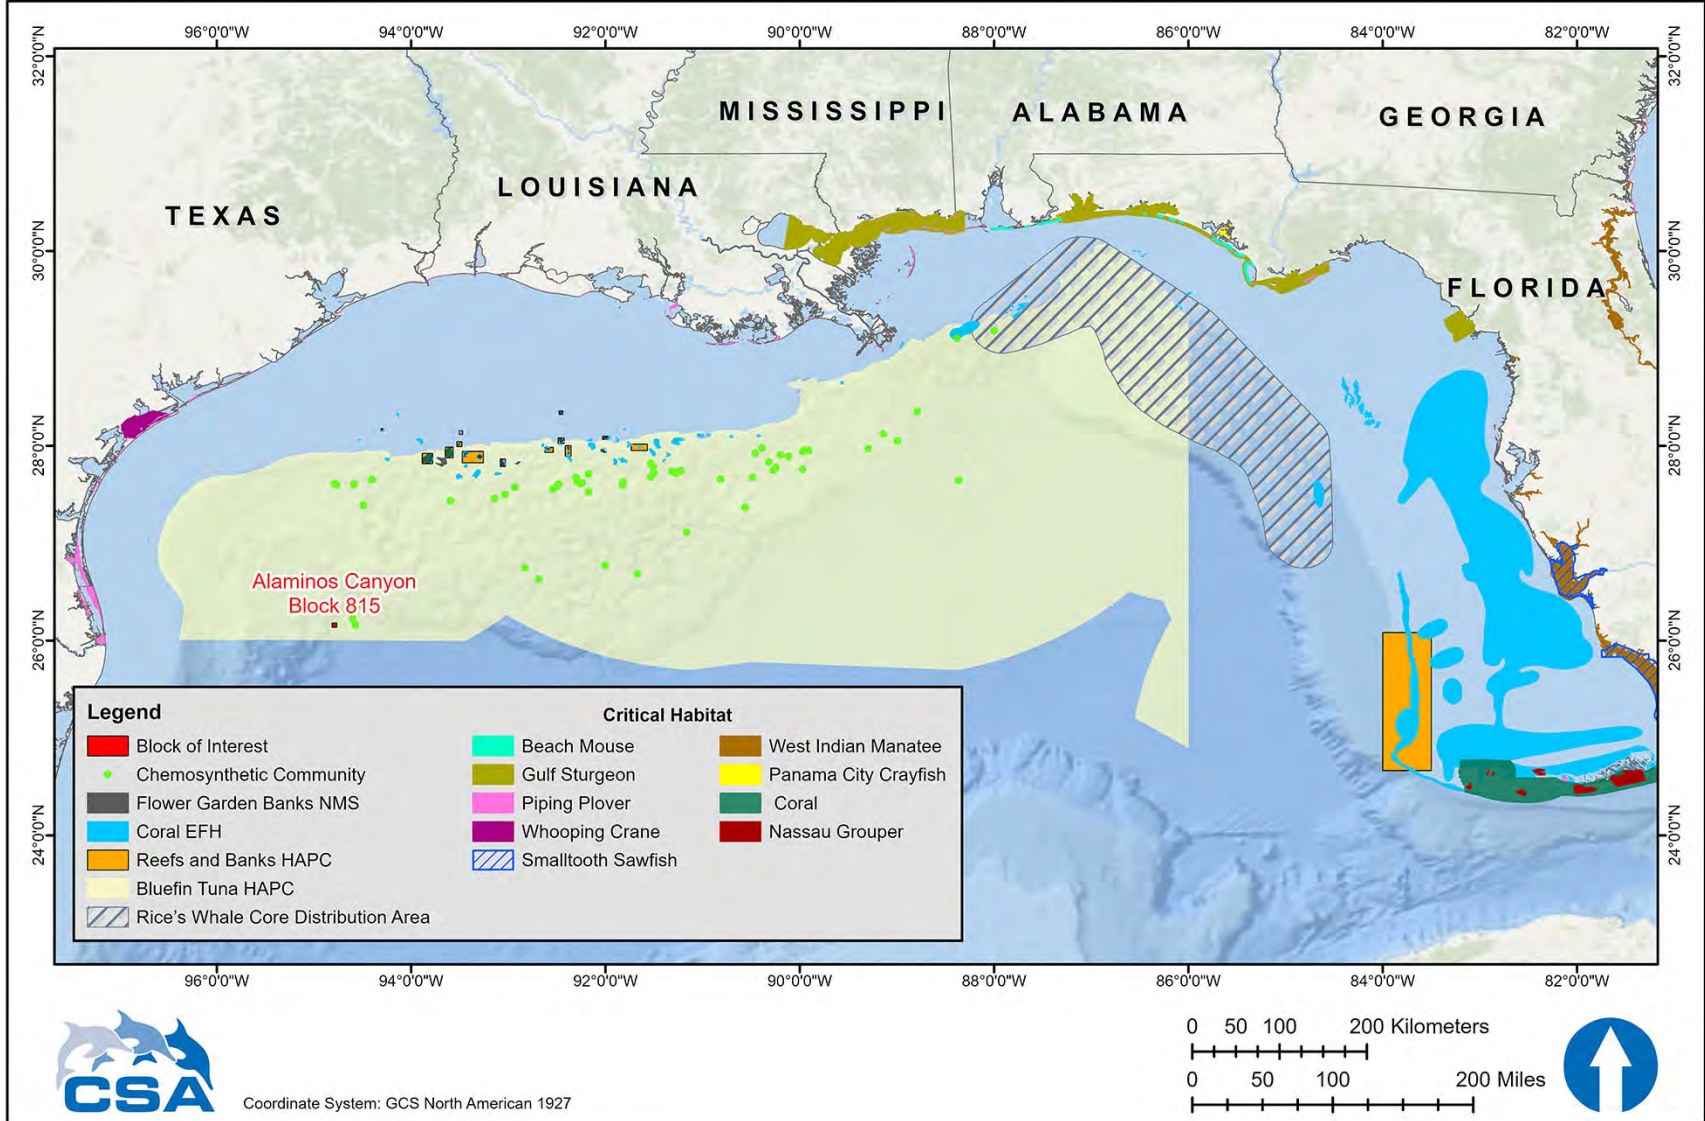 96°0'0"W 94°0'0"W 92°0'0"W 90°0'0"W 88°0'0"W 86°0'0"W 84°0'0"W 82°0'0"W
32°0'0"N 32°0'0"N
MISSISSIPPI ALABAMA GEORGIA
LOUISIANA
TEXAS
30°0'0"N 30°0'0"N
FLORIDA
28°0'0"N 28°0'0"N
Alaminos Canyon
Block 815
26°0'0"N 26°0'0"N
Legend
Critical Habitat
Block of Interest
Chemosynthetic Community
Flower Garden Banks NMS
Coral EFH
Reefs and Banks HAPC
Bluefin Tuna HAPC
Rice's Whale Core Distribution Area
Beach Mouse
Gulf Sturgeon
Piping Plover
Whooping Crane
Smalltooth Sawfish
West Indian Manatee
Panama City Crayfish
Coral
Nassau Grouper
24°0'0"N 24°0'0"N
96°0'0"W 94°0'0"W 92°0'0"W 90°0'0"W 88°0'0"W 86°0'0"W 84°0'0"W 82°0'0"W
CSA
Coordinate System: GCS North American 1927
0 50 100 200 Kilometers
0 50 100 200 Miles